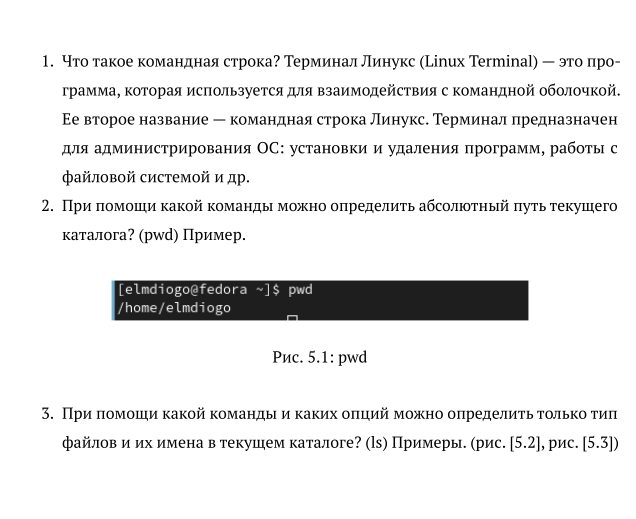 1. Что такое командная строка? Терминал Линукс (Linux Terminal) — это про-
грамма, которая используется для взаимодействия с командной оболочкой.
Ее второе название — командная строка Линукс. Терминал предназначен
для администрирования ОС: установки и удаления программ, работы с
файловой системой и др.
2. При помощи какой команды можно определить абсолютный путь текущего
каталога? (pwd) Пример.
[elmdiogo@fedora ~]$ pwd
/home/elmdiogo
Рис. 5.1: pwd
3. При помощи какой команды и каких опций можно определить только тип
файлов и их имена в текущем каталоге? (ls) Примеры. (рис. [5.2], рис. [5.3])